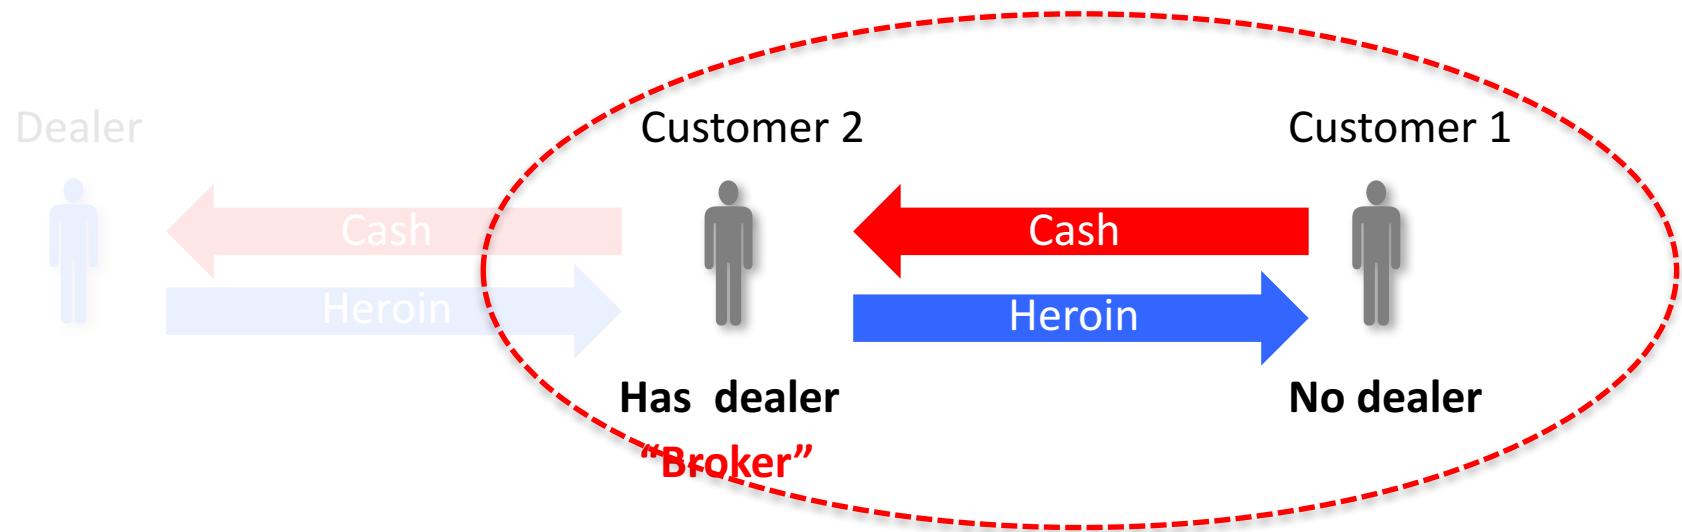 Dealer
Customer 2
Customer 1
Cash
Cash
Heroin
Heroin
Has  dealer
No dealer
“Broker”